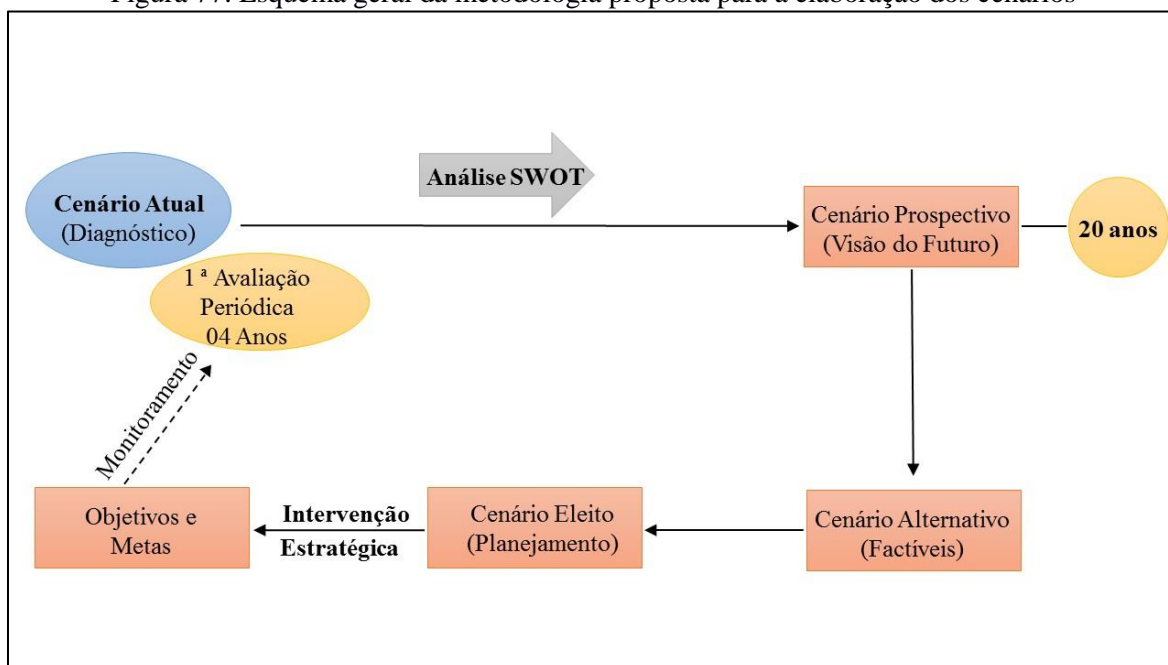 Figura 77. Esquema geral da metodologia proposta para a elaboração dos cenários
Análise SWOT
Cenário Atual
(Diagnóstico)
Cenário Prospectivo
(Visão do Futuro)
20 anos
1 ª Avaliação
Periódica
04 Anos
Monitoramento
Objetivos e
Metas
Intervenção
Estratégica
Cenário Eleito
(Planejamento)
Cenário Alternativo
(Factíveis)